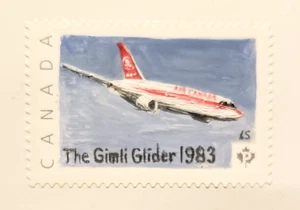 CANADA
AIR CANADA
LS
P
The Gimli Glider 1983